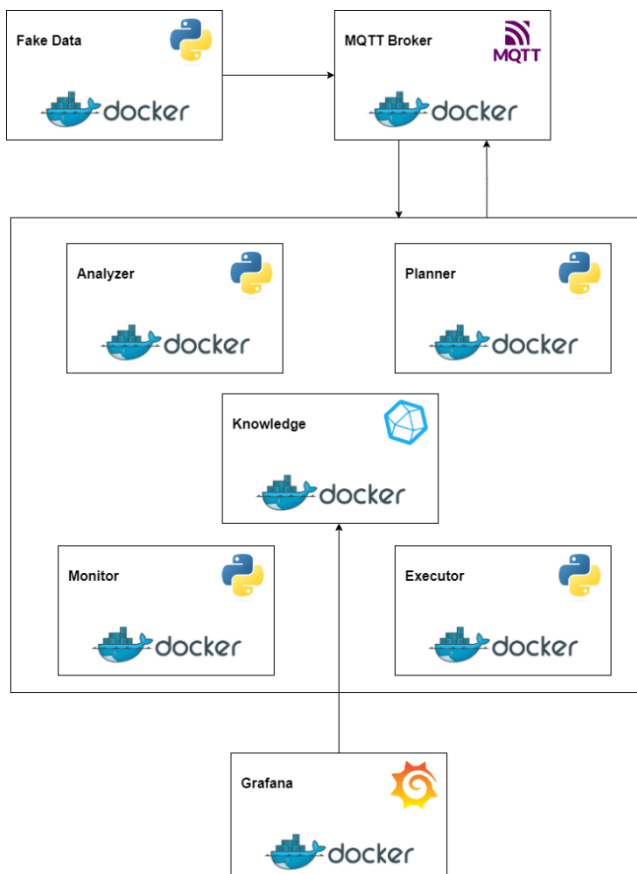 Fake Data
docker
MQTT Broker
MQTT
docker
Analyzer
docker
Planner
docker
Knowledge
docker
Monitor
docker
Executor
docker
Grafana
docker